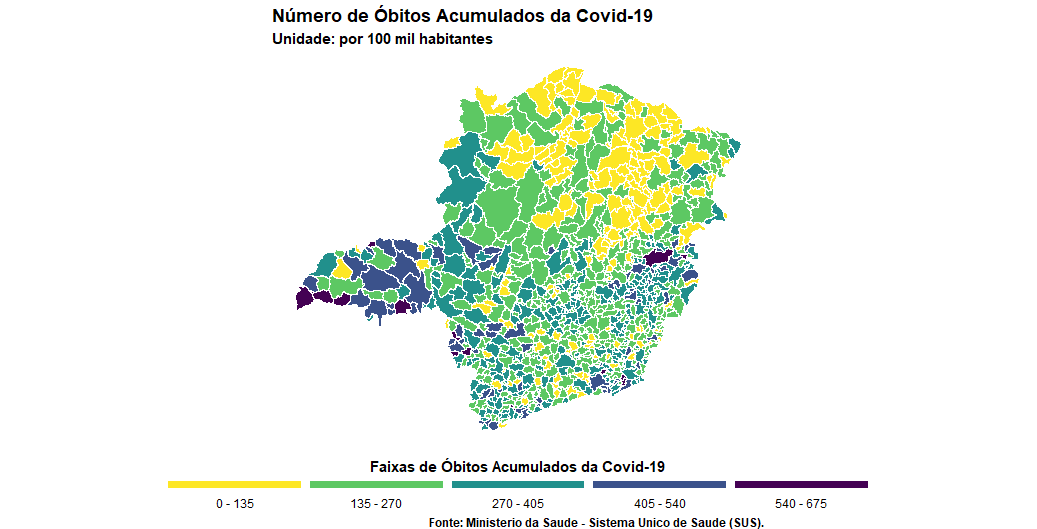 Número de Óbitos Acumulados da Covid-19
Unidade: por 100 mil habitantes
Faixas de Óbitos Acumulados da Covid-19
0 - 135
135 - 270
270 - 405
405 - 540
540 - 675
Fonte: Ministerio da Saude - Sistema Unico de Saude (SUS).